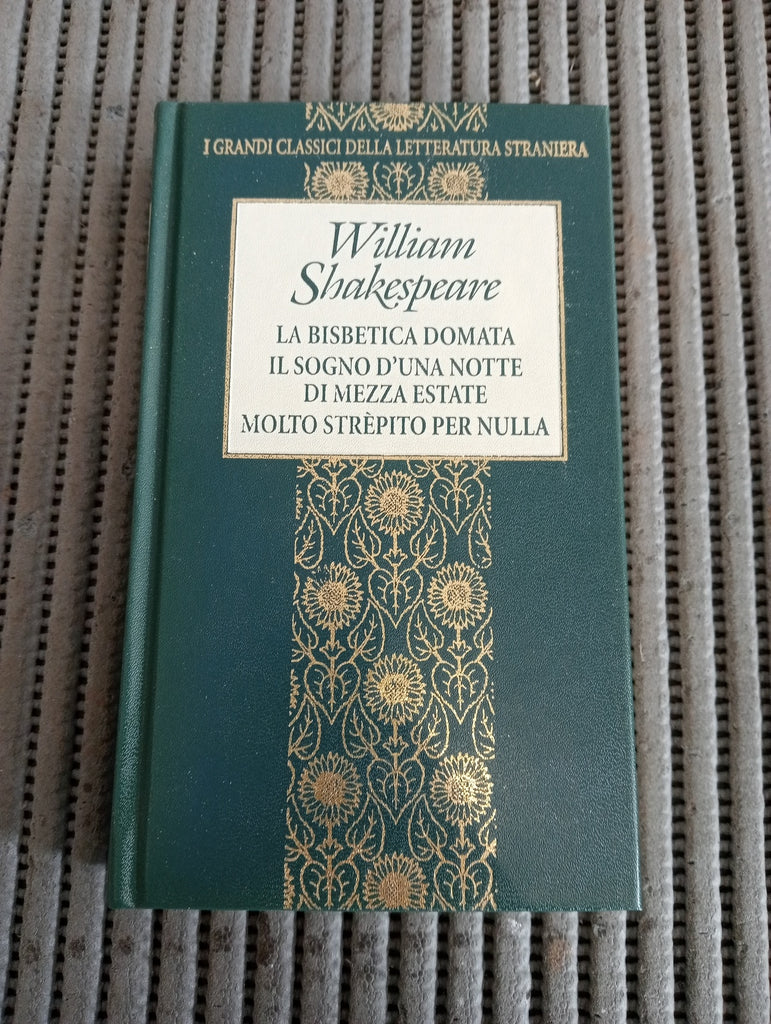 I GRANDI CLASSICI DELLA LETTERATURA STRANIERA
William
Shakespeare
LA BISBETICA DOMATA
IL SOGNO D'UNA NOTTE
DI MEZZA ESTATE
MOLTO STRÈPITO PER NULLA